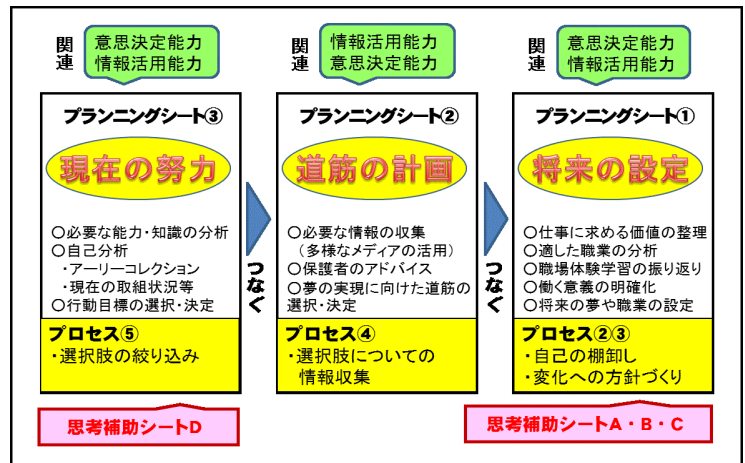 関連
意思決定能力
情報活用能力
プランニングシート③
現在の努力
○必要な能力・知識の分析
○自己分析
・アーリーコレクション
・現在の取組状況等
○行動目標の選択・決定
プロセス⑤
・選択肢の絞り込み
思考補助シートD
つなぐ
関連
情報活用能力
意思決定能力
プランニングシート②
道筋の計画
○必要な情報の収集
（多様なメディアの活用）
○保護者のアドバイス
○夢の実現に向けた道筋の
選択・決定
プロセス④
・選択肢についての
情報収集
つなぐ
関連
意思決定能力
情報活用能力
プランニングシート①
将来の設定
○仕事に求める価値の整理
○適した職業の分析
○職場体験学習の振り返り
○働く意義の明確化
○将来の夢や職業の設定
プロセス②③
・自己の棚卸し
・変化への方針づくり
思考補助シートA・B・C